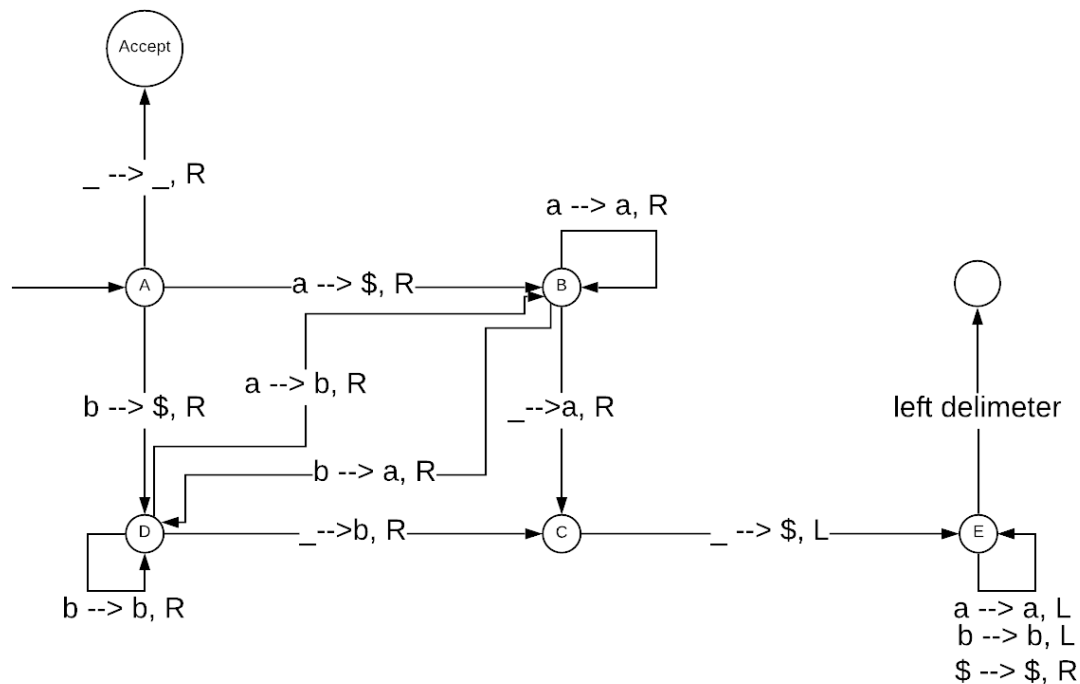 Accept
_ --> _, R
a --> a, R
A
a --> $, R
B
a --> b, R
b --> $, R
_-->a, R
left delimeter
b --> a, R
D
_-->b, R
C
_ --> $, L
E
b --> b, R
a --> a, L
b --> b, L
$ --> $, R